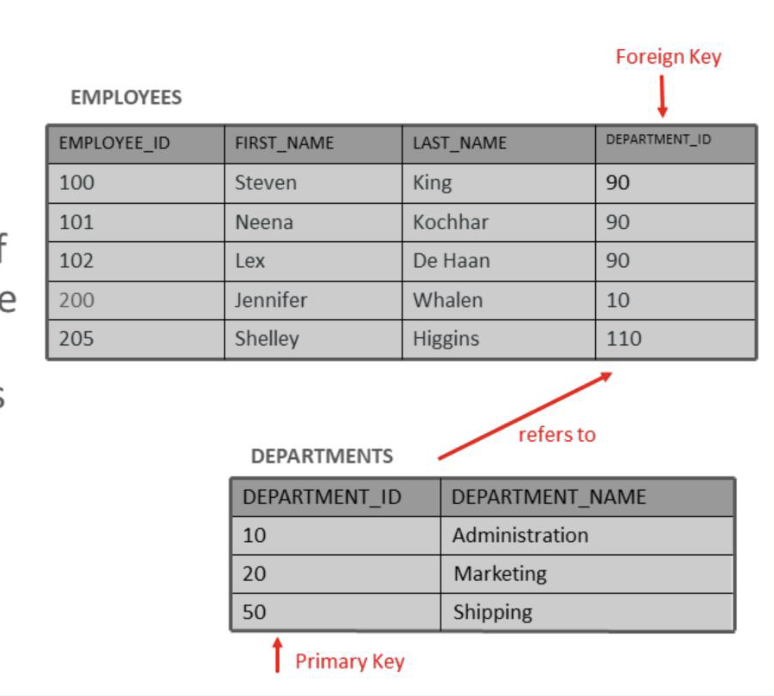 Foreign Key
EMPLOYEES
EMPLOYEE_ID FIRST_NAME LAST_NAME DEPARTMENT_ID
100 Steven King 90
101 Neena Kochhar 90
102 Lex De Haan 90
200 Jennifer Whalen 10
205 Shelley Higgins 110
refers to
DEPARTMENTS
DEPARTMENT_ID DEPARTMENT_NAME
10 Administration
20 Marketing
50 Shipping
Primary Key